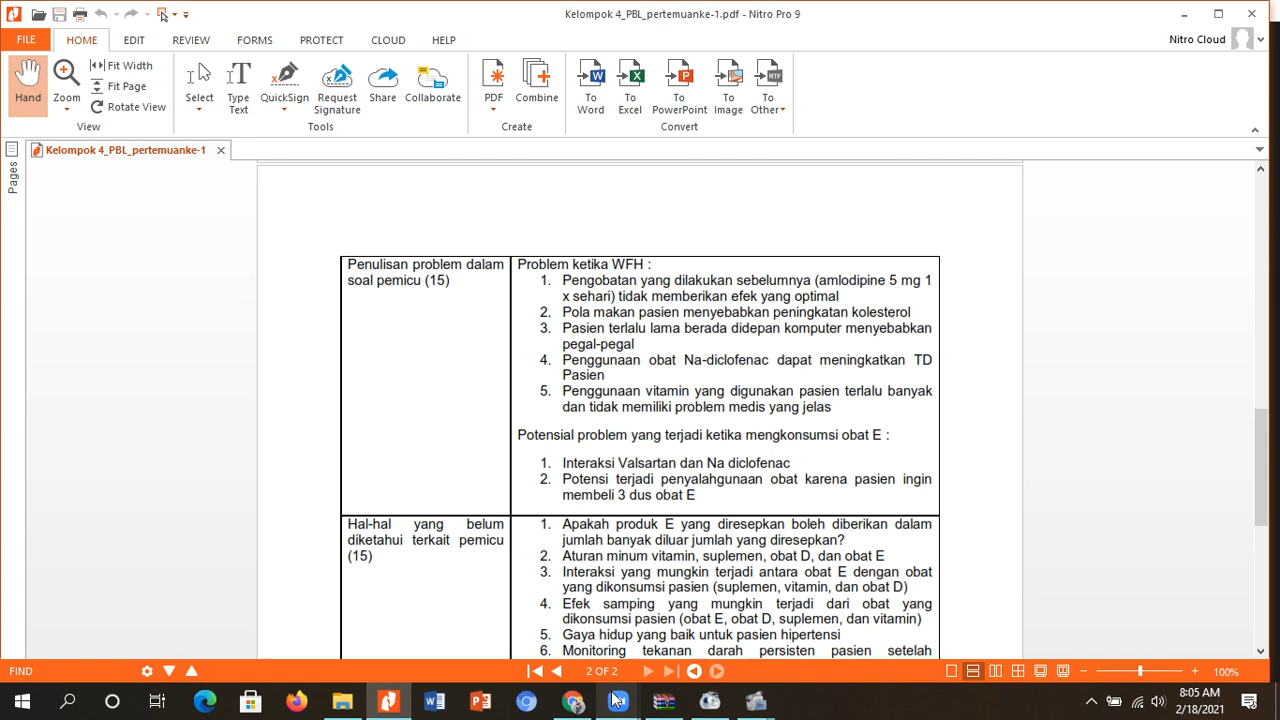 Kelompok 4_PBL_pertemuanke-1.pdf - Nitro Pro 9
FILE HOME EDIT REVIEW FORMS PROTECT CLOUD HELP Nitro Cloud
Hand
Zoom
Fit Width
Fit Page
Rotate View
View
Select
Type Text
QuickSign
Request Signature
Share
Collaborate
Tools
PDF
Combine
Create
To Word
To Excel
To PowerPoint
To Image
To Other
Convert
Kelompok 4_PBL_pertemuanke-1
Pages
Penulisan problem dalam
soal pemicu (15)
Problem ketika WFH :
1. Pengobatan yang dilakukan sebelumnya (amlodipine 5 mg 1
x sehari) tidak memberikan efek yang optimal
2. Pola makan pasien menyebabkan peningkatan kolesterol
3. Pasien terlalu lama berada didepan komputer menyebabkan
pegal-pegal
4. Penggunaan obat Na-diclofenac dapat meningkatkan TD
Pasien
5. Penggunaan vitamin yang digunakan pasien terlalu banyak
dan tidak memiliki problem medis yang jelas
Potensial problem yang terjadi ketika mengkonsumsi obat E :
1. Interaksi Valsartan dan Na diclofenac
2. Potensi terjadi penyalahgunaan obat karena pasien ingin
membeli 3 dus obat E
Hal-hal yang belum
diketahui terkait pemicu
(15)
1. Apakah produk E yang diresepkan boleh diberikan dalam
jumlah banyak diluar jumlah yang diresepkan?
2. Aturan minum vitamin, suplemen, obat D, dan obat E
3. Interaksi yang mungkin terjadi antara obat E dengan obat
yang dikonsumsi pasien (suplemen, vitamin, dan obat D)
4. Efek samping yang mungkin terjadi dari obat yang
dikonsumsi pasien (obat E, obat D, suplemen, dan vitamin)
5. Gaya hidup yang baik untuk pasien hipertensi
6. Monitoring tekanan darah persisten pasien setelah
FIND
2 OF 2
100%
8:05 AM
2/18/2021